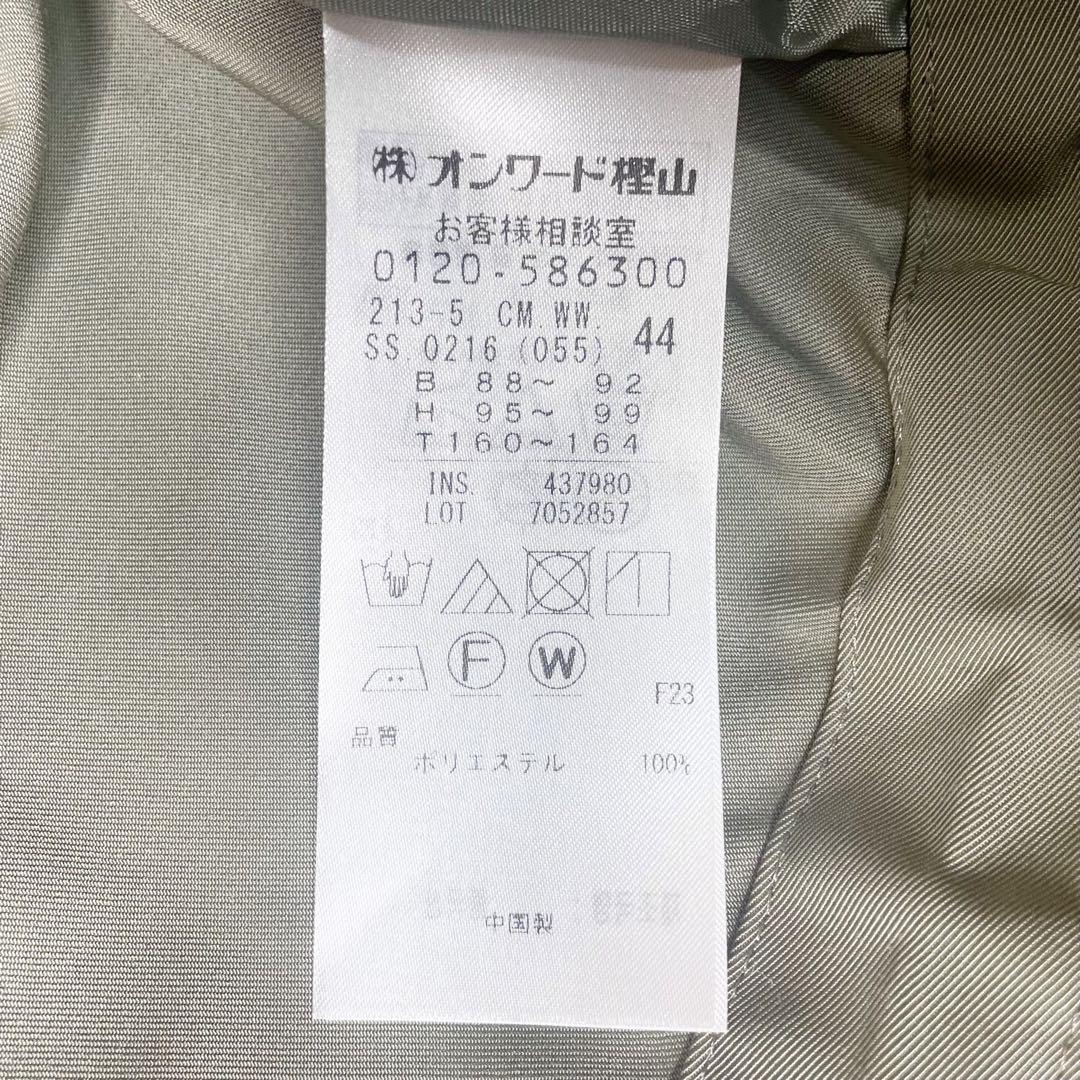 ㈱オンワード樫山
お客様相談室
0120-586300
213-5 CM.WW. 44
SS.0216 (055)
B 88～ 92
H 95～ 99
T160～164
INS. 437980
LOT 7052857
F
W
F23
品質
ポリエステル 100%
中国製